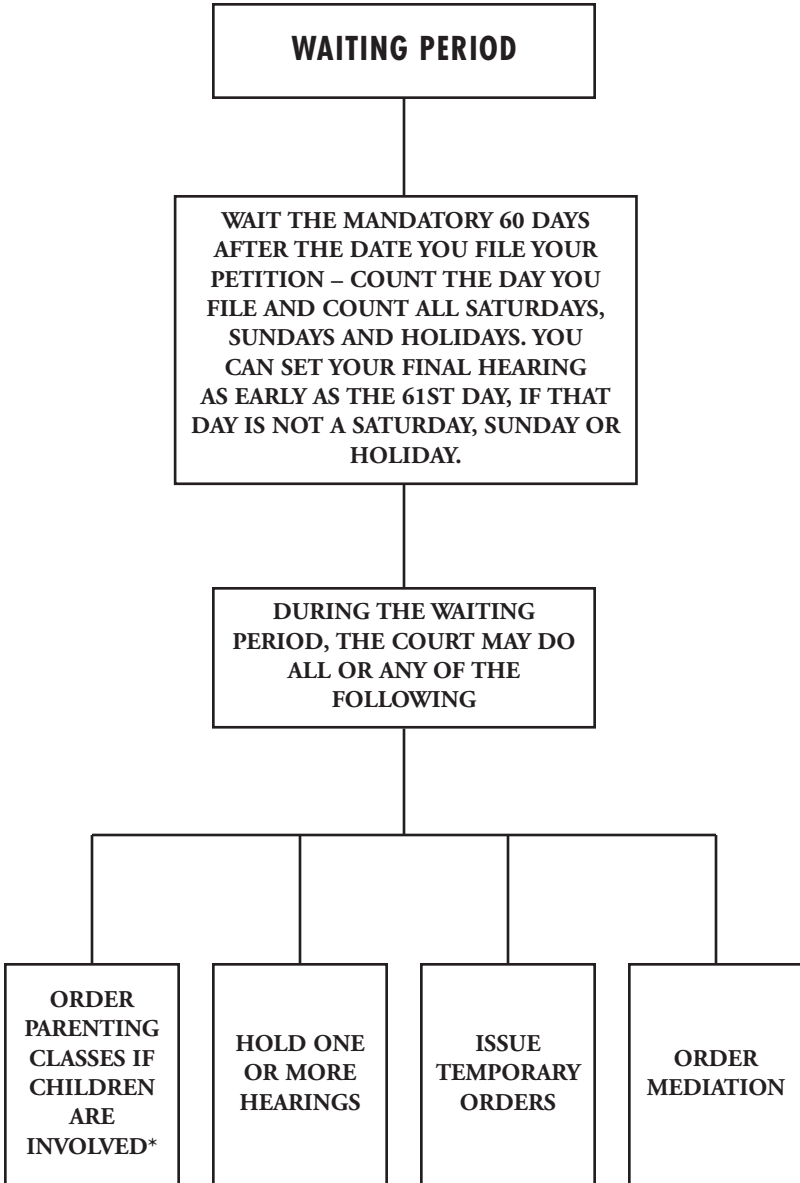 WAITING PERIOD
WAIT THE MANDATORY 60 DAYS
AFTER THE DATE YOU FILE YOUR
PETITION – COUNT THE DAY YOU
FILE AND COUNT ALL SATURDAYS,
SUNDAYS AND HOLIDAYS. YOU
CAN SET YOUR FINAL HEARING
AS EARLY AS THE 61ST DAY, IF THAT
DAY IS NOT A SATURDAY, SUNDAY OR
HOLIDAY.
DURING THE WAITING
PERIOD, THE COURT MAY DO
ALL OR ANY OF THE
FOLLOWING
ORDER
PARENTING
CLASSES IF
CHILDREN
ARE
INVOLVED*
HOLD ONE
OR MORE
HEARINGS
ISSUE
TEMPORARY
ORDERS
ORDER
MEDIATION